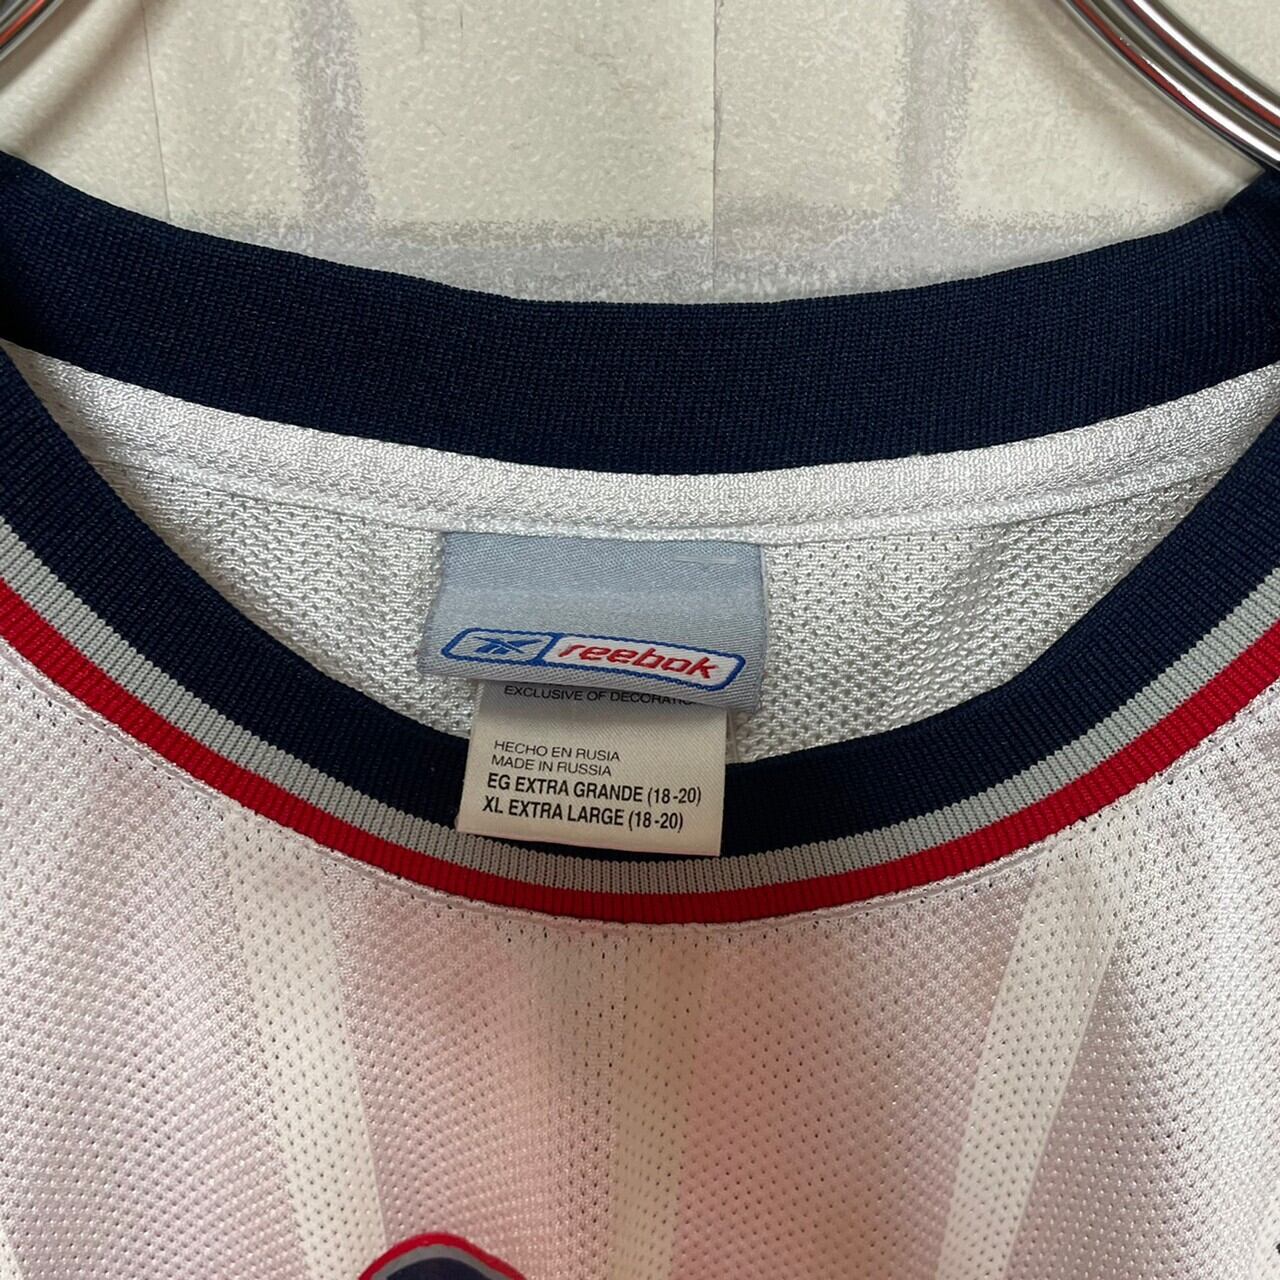 reebok
EXCLUSIVE OF DECORATION
HECHO EN RUSIA
MADE IN RUSSIA
EG EXTRA GRANDE (18-20)
XL EXTRA LARGE (18-20)